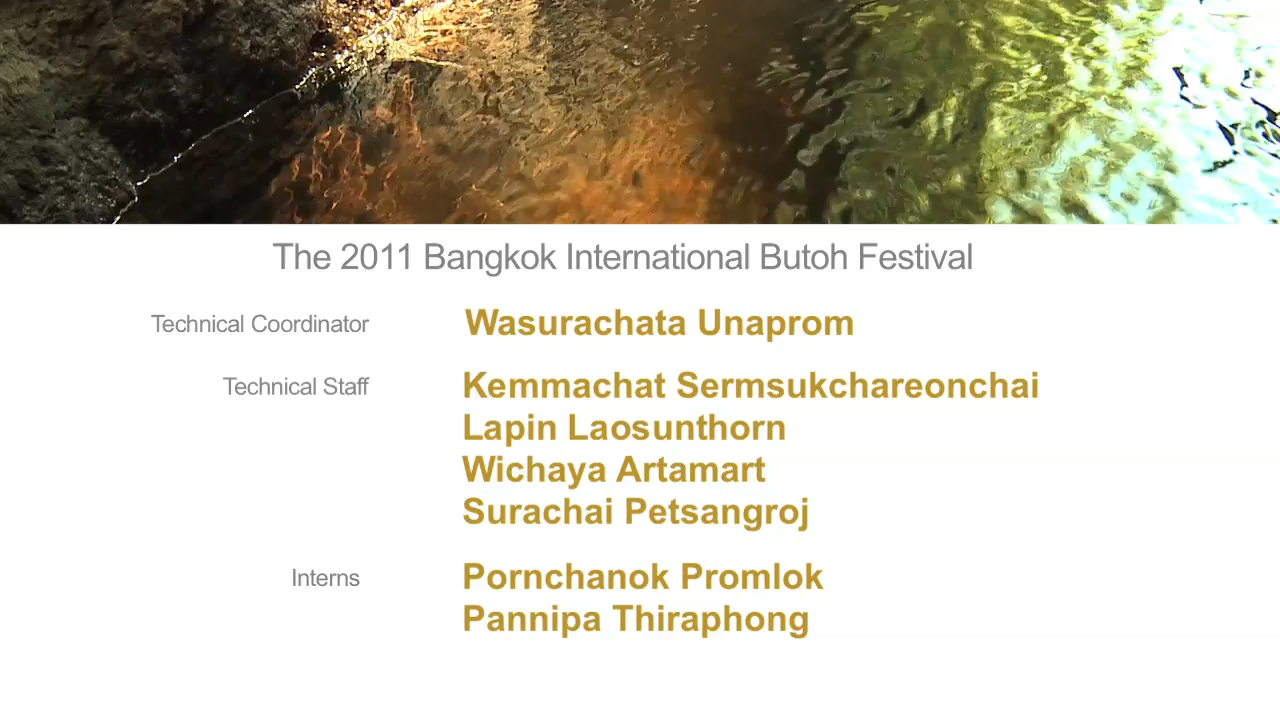 The 2011 Bangkok International Butoh Festival
Technical Coordinator Wasurachata Unaprom
Technical Staff Kemmachat Sermsukchareonchai
Lapin Laosunthorn
Wichaya Artamart
Surachai Petsangroj
Interns Pornchanok Promlok
Pannipa Thiraphong